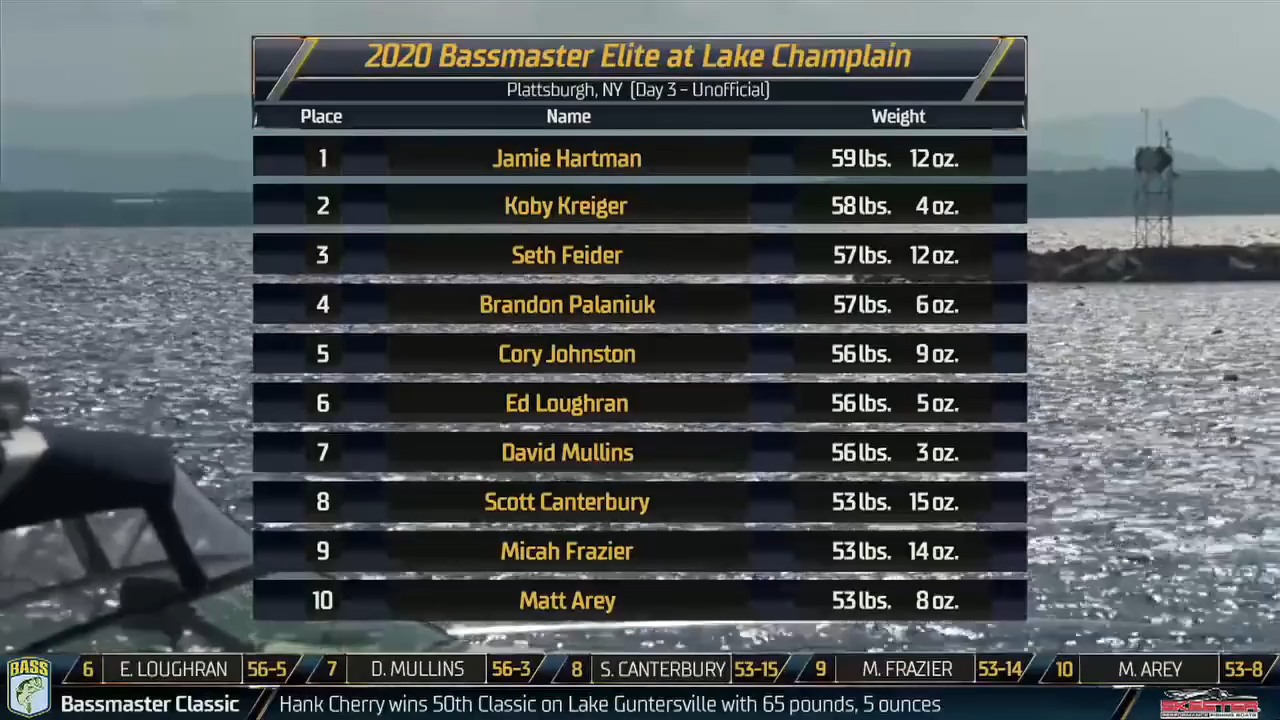 2020 Bassmaster Elite at Lake Champlain
Plattsburgh, NY [Day 3 - Unofficial]
Place Name Weight
1 Jamie Hartman 59 lbs. 12 oz.
2 Koby Kreiger 58 lbs. 4 oz.
3 Seth Feider 57 lbs. 12 oz.
4 Brandon Palaniuk 57 lbs. 6 oz.
5 Cory Johnston 56 lbs. 9 oz.
6 Ed Loughran 56 lbs. 5 oz.
7 David Mullins 56 lbs. 3 oz.
8 Scott Canterbury 53 lbs. 15 oz.
9 Micah Frazier 53 lbs. 14 oz.
10 Matt Arey 53 lbs. 8 oz.
BASS 6 E. LOUGHRAN 56-5 7 D. MULLINS 56-3 8 S. CANTERBURY 53-15 9 M. FRAZIER 53-14 10 M. AREY 53-8
Bassmaster Classic Hank Cherry wins 50th Classic on Lake Guntersville with 65 pounds, 5 ounces SKEETER